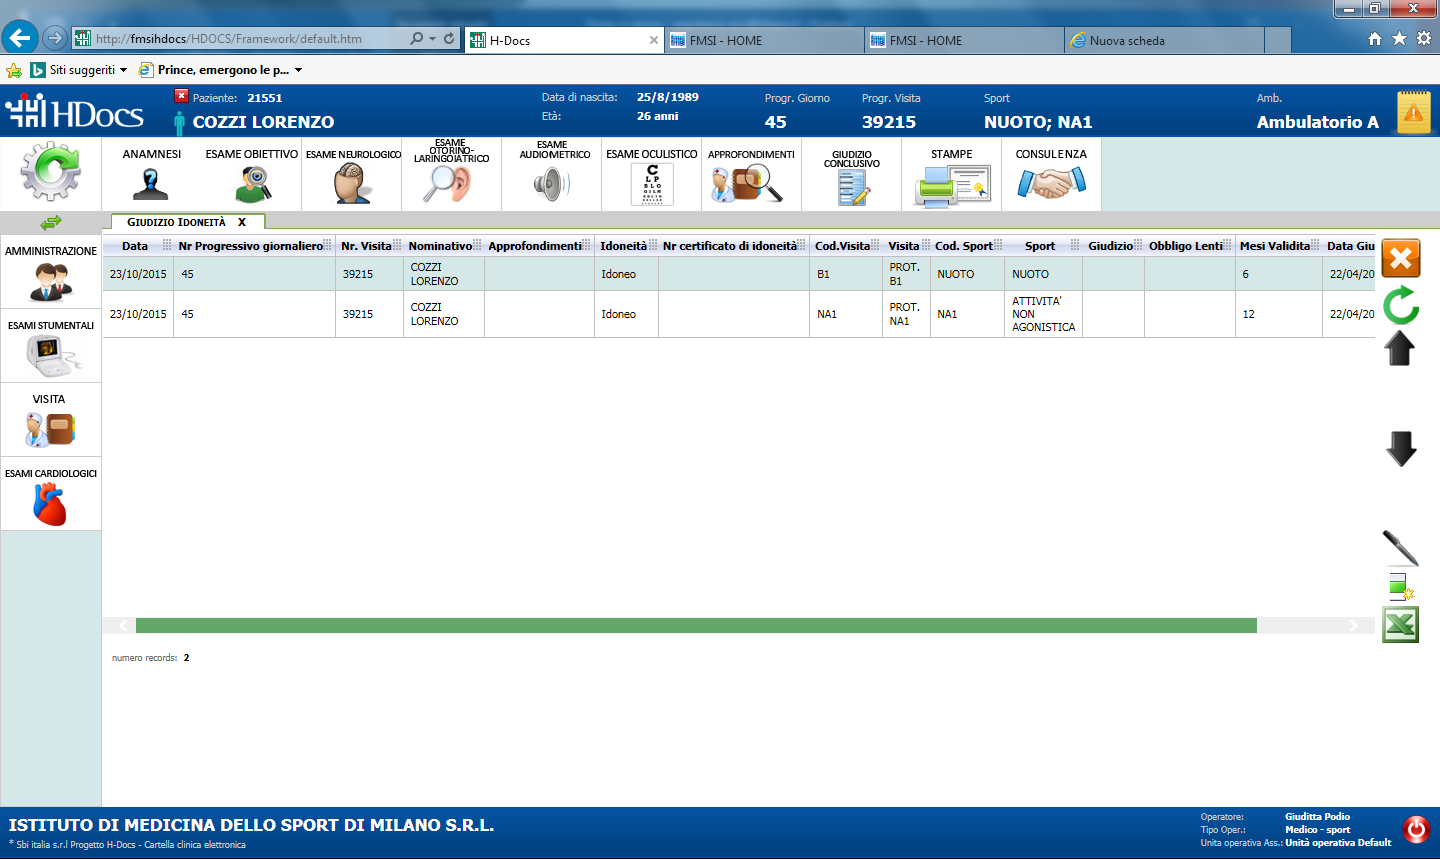 http://fmsihdocs/HDOCS/Framework/default.htm
H-Docs
FMSI - HOME
FMSI - HOME
Nuova scheda
Siti suggeriti
Prince, emergono le p...
HDocs
Paziente: 21551
COZZI LORENZO
Data di nascita: 25/8/1989
Età: 26 anni
Progr. Giorno
45
Progr. Visita
39215
Sport
NUOTO; NA1
Amb.
Ambulatorio A
ANAMNESI
ESAME OBIETTIVO
ESAME NEUROLOGICO
ESAME
OTORINO-
LARINGOIATRICO
ESAME
AUDIOMETRICO
ESAME OCULISTICO
C
L P
B L O
APPROFONDIMENTI
GIUDIZIO
CONCLUSIVO
STAMPE
CONSULENZA
GIUDIZIO IDONEITÀ X
AMMINISTRAZIONE
ESAMI STUMENTALI
VISITA
ESAMI CARDIOLOGICI
Data Nr Progressivo giornaliero Nr. Visita Nominativo Approfondimenti Idoneità Nr certificato di idoneità Cod.Visita Visita Cod. Sport Sport Giudizio Obbligo Lenti Mesi Validita Data Giu
23/10/2015 45 39215 COZZI LORENZO Idoneo B1 PROT. B1 NUOTO NUOTO 6 22/04/20
23/10/2015 45 39215 COZZI LORENZO Idoneo NA1 PROT. NA1 NA1 ATTIVITA' NON AGONISTICA 12 22/04/20
numero records: 2
ISTITUTO DI MEDICINA DELLO SPORT DI MILANO S.R.L.
* Sbi italia s.r.l Progetto H-Docs - Cartella clinica elettronica
Operatore: Giuditta Podio
Tipo Oper.: Medico - sport
Unita operativa Ass.: Unità operativa Default